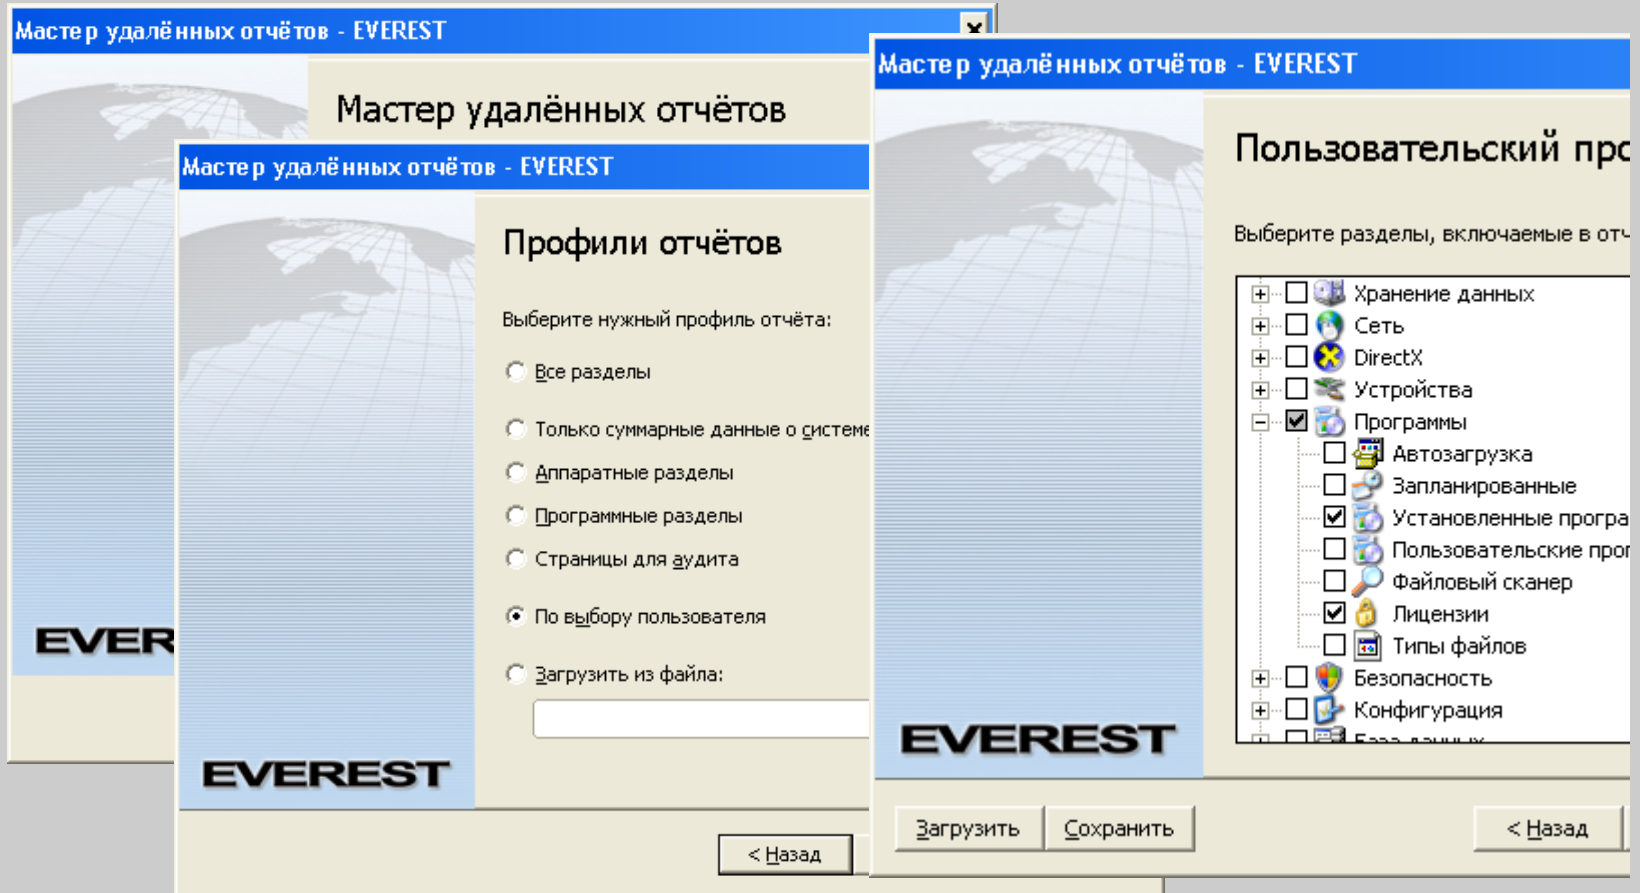 Мастер удалённых отчётов - EVEREST
Мастер удалённых отчётов
EVER
Мастер удалённых отчётов - EVEREST
Профили отчётов
Выберите нужный профиль отчёта:
Все разделы
Только суммарные данные о системе
Аппаратные разделы
Программные разделы
Страницы для аудита
По выбору пользователя
Загрузить из файла:
EVEREST
< Назад
Мастер удалённых отчётов - EVEREST
Пользовательский про
Выберите разделы, включаемые в отч
Хранение данных
Сеть
DirectX
Устройства
Программы
Автозагрузка
Запланированные
Установленные програ
Пользовательские прог
Файловый сканер
Лицензии
Типы файлов
Безопасность
Конфигурация
База данных
EVEREST
Загрузить
Сохранить
< Назад